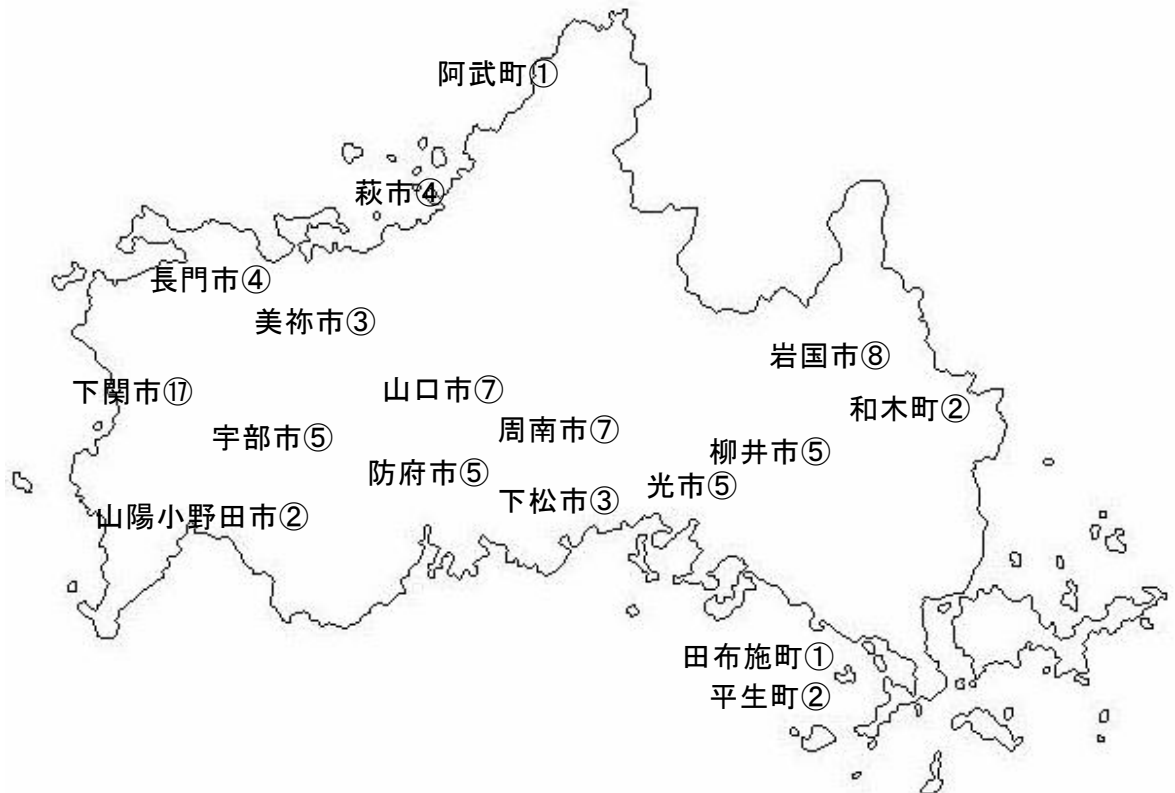 阿武町①
萩市④
長門市④
美祢市③
岩国市⑧
下関市⑰
山口市⑦
和木町②
宇部市⑤
周南市⑦
柳井市⑤
防府市⑤
光市⑤
下松市③
山陽小野田市②
田布施町①
平生町②